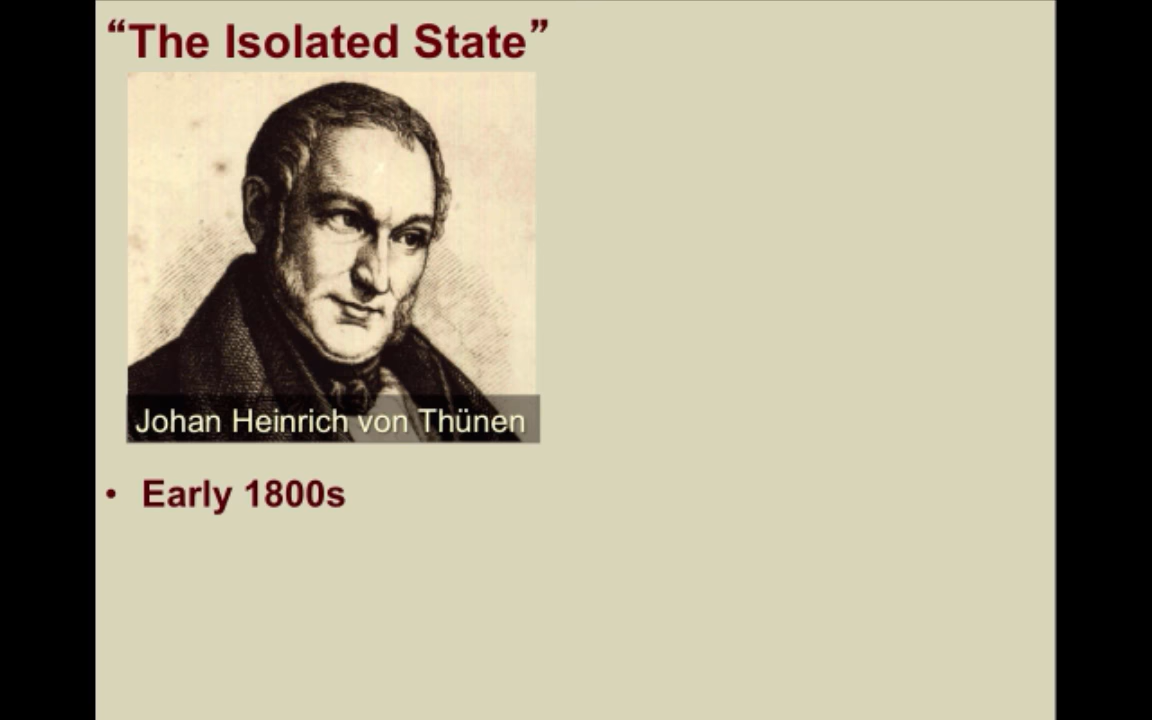 “The Isolated State”
Johan Heinrich von Thünen
• Early 1800s